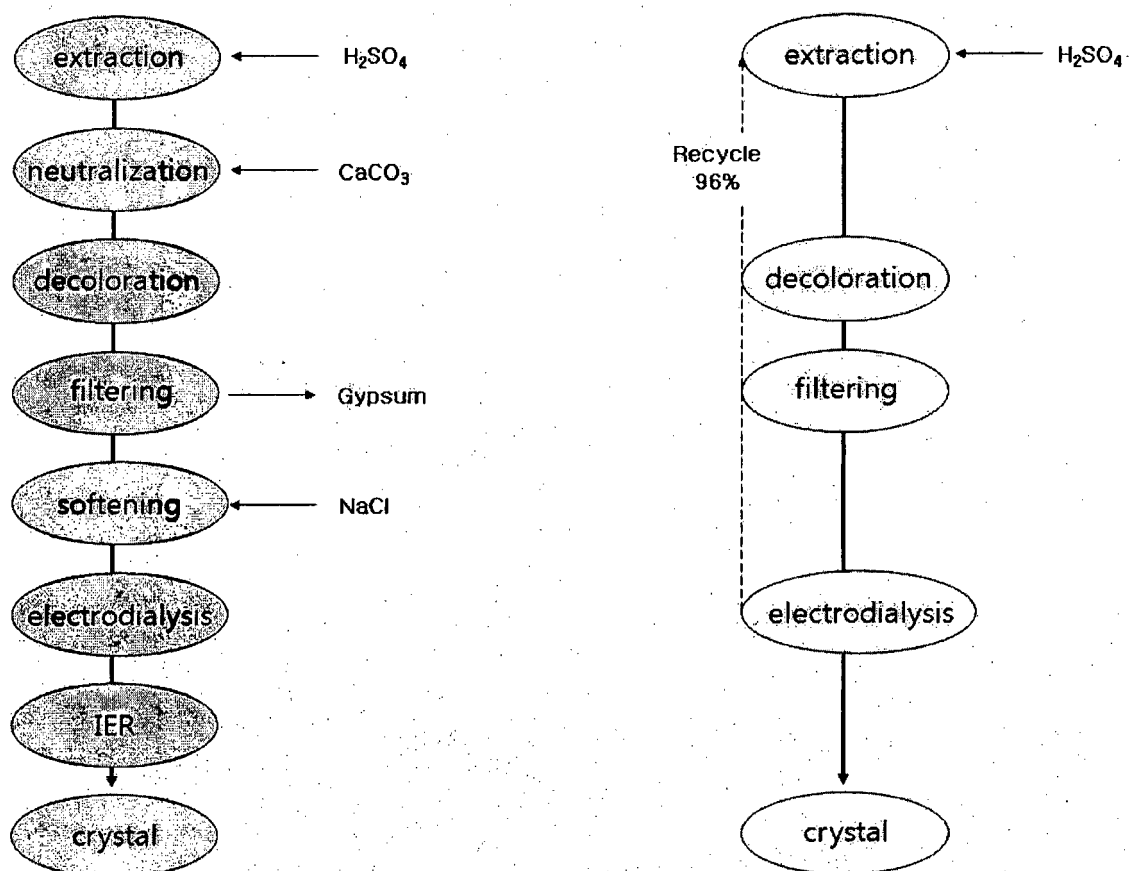 extraction
H₂SO₄
neutralization
CaCO₃
decoloration
filtering
Gypsum
softening
NaCl
electrodialysis
IER
crystal
extraction
H₂SO₄
Recycle
96%
decoloration
filtering
electrodialysis
crystal